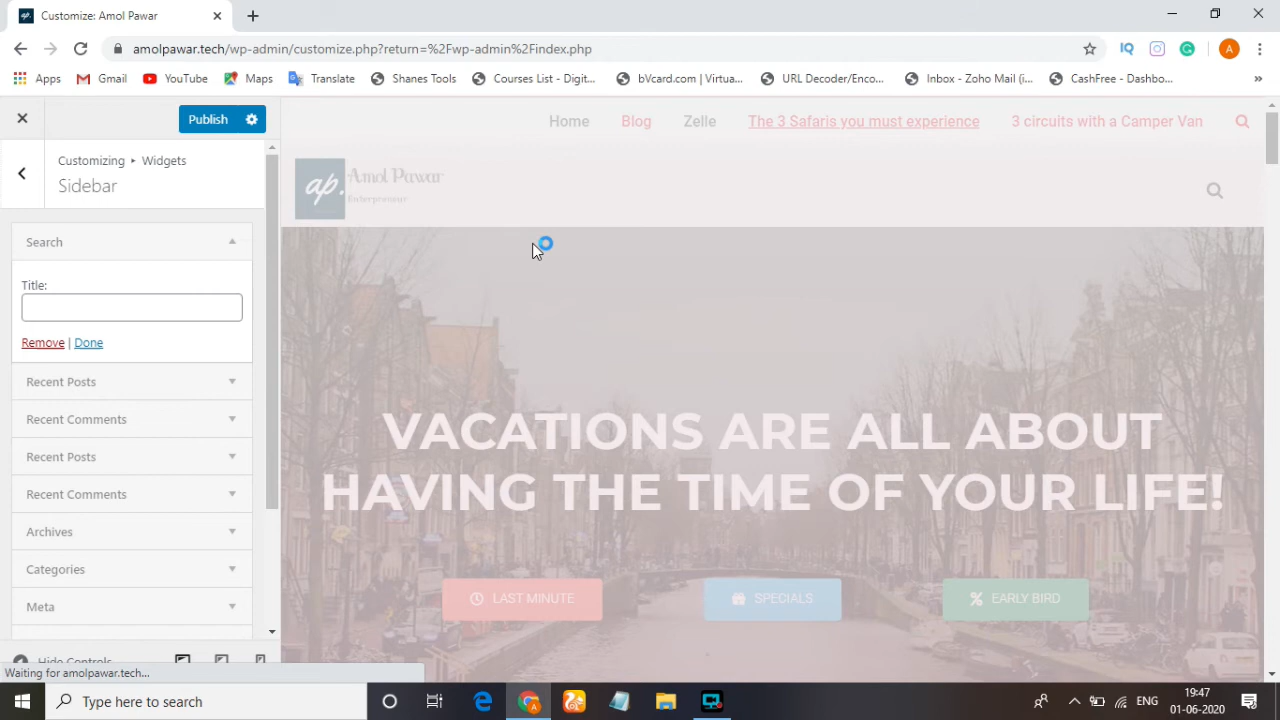 Customize: Amol Pawar
amolpawar.tech/wp-admin/customize.php?return=%2Fwp-admin%2Findex.php
A
Apps Gmail YouTube Maps Translate Shanes Tools Courses List - Digit... bVcard.com | Virtua... URL Decoder/Enco... Inbox - Zoho Mail (i... CashFree - Dashbo... »
Publish
Customizing ▸ Widgets
Sidebar
Search
Title:
Remove | Done
Recent Posts
Recent Comments
Recent Posts
Recent Comments
Archives
Categories
Meta
Hide Controls
Waiting for amolpawar.tech...
Home Blog Zelle The 3 Safaris you must experience 3 circuits with a Camper Van
ap.
Amol Pawar
Enterpreneur
VACATIONS ARE ALL ABOUT
HAVING THE TIME OF YOUR LIFE!
LAST MINUTE SPECIALS EARLY BIRD
Type here to search
ENG
19:47
01-06-2020